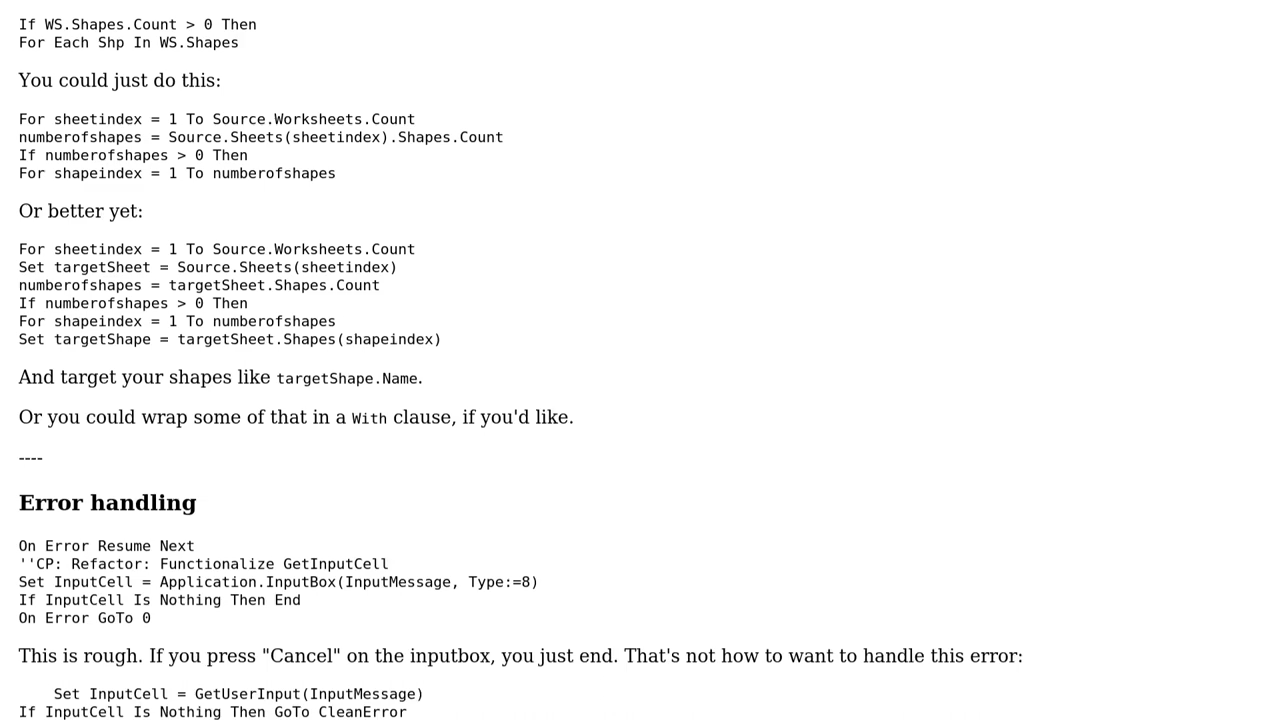 If WS.Shapes.Count > 0 Then
For Each Shp In WS.Shapes
You could just do this:
For sheetindex = 1 To Source.Worksheets.Count
numberofshapes = Source.Sheets(sheetindex).Shapes.Count
If numberofshapes > 0 Then
For shapeindex = 1 To numberofshapes
Or better yet:
For sheetindex = 1 To Source.Worksheets.Count
Set targetSheet = Source.Sheets(sheetindex)
numberofshapes = targetSheet.Shapes.Count
If numberofshapes > 0 Then
For shapeindex = 1 To numberofshapes
Set targetShape = targetSheet.Shapes(shapeindex)
And target your shapes like targetShape.Name.
Or you could wrap some of that in a With clause, if you'd like.
----
Error handling
On Error Resume Next
''CP: Refactor: Functionalize GetInputCell
Set InputCell = Application.InputBox(InputMessage, Type:=8)
If InputCell Is Nothing Then End
On Error GoTo 0
This is rough. If you press "Cancel" on the inputbox, you just end. That's not how to want to handle this error:
    Set InputCell = GetUserInput(InputMessage)
If InputCell Is Nothing Then GoTo CleanError